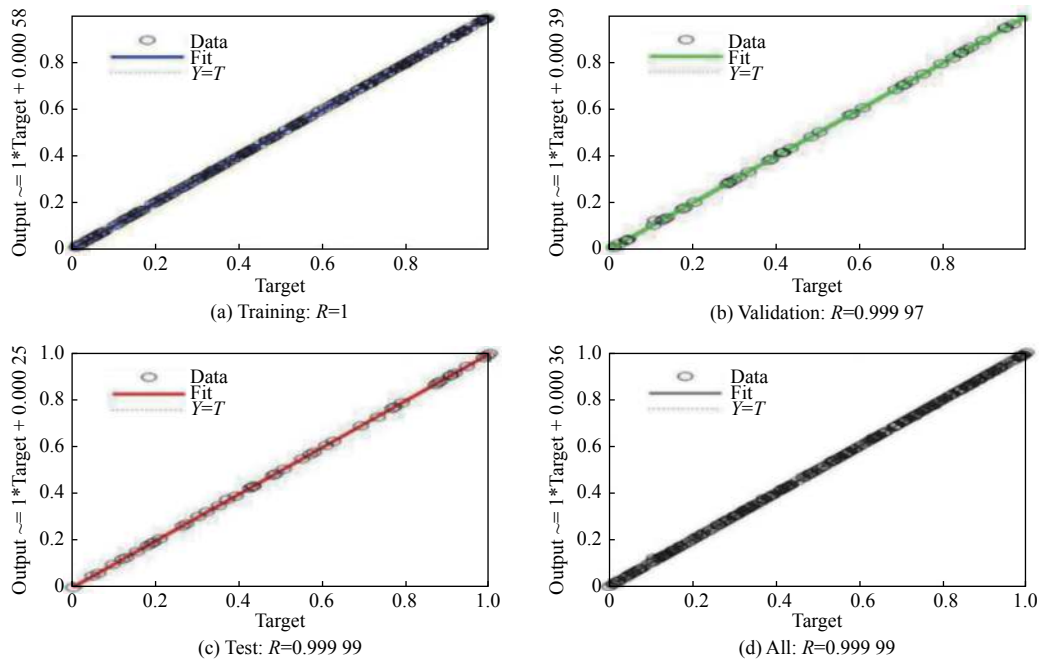 Output ~= 1*Target + 0.000 58
0.8
0.6
0.4
0.2
0
Data
Fit
Y=T
0 0.2 0.4 0.6 0.8 1.0
Target
(a) Training: R=1
Output ~= 1*Target + 0.000 39
0.8
0.6
0.4
0.2
0
Data
Fit
Y=T
0 0.2 0.4 0.6 0.8 1.0
Target
(b) Validation: R=0.999 97
Output ~= 1*Target + 0.000 25
1.0
0.8
0.6
0.4
0.2
0
Data
Fit
Y=T
0 0.2 0.4 0.6 0.8 1.0
Target
(c) Test: R=0.999 99
Output ~= 1*Target + 0.000 36
1.0
0.8
0.6
0.4
0.2
0
Data
Fit
Y=T
0 0.2 0.4 0.6 0.8 1.0
Target
(d) All: R=0.999 99